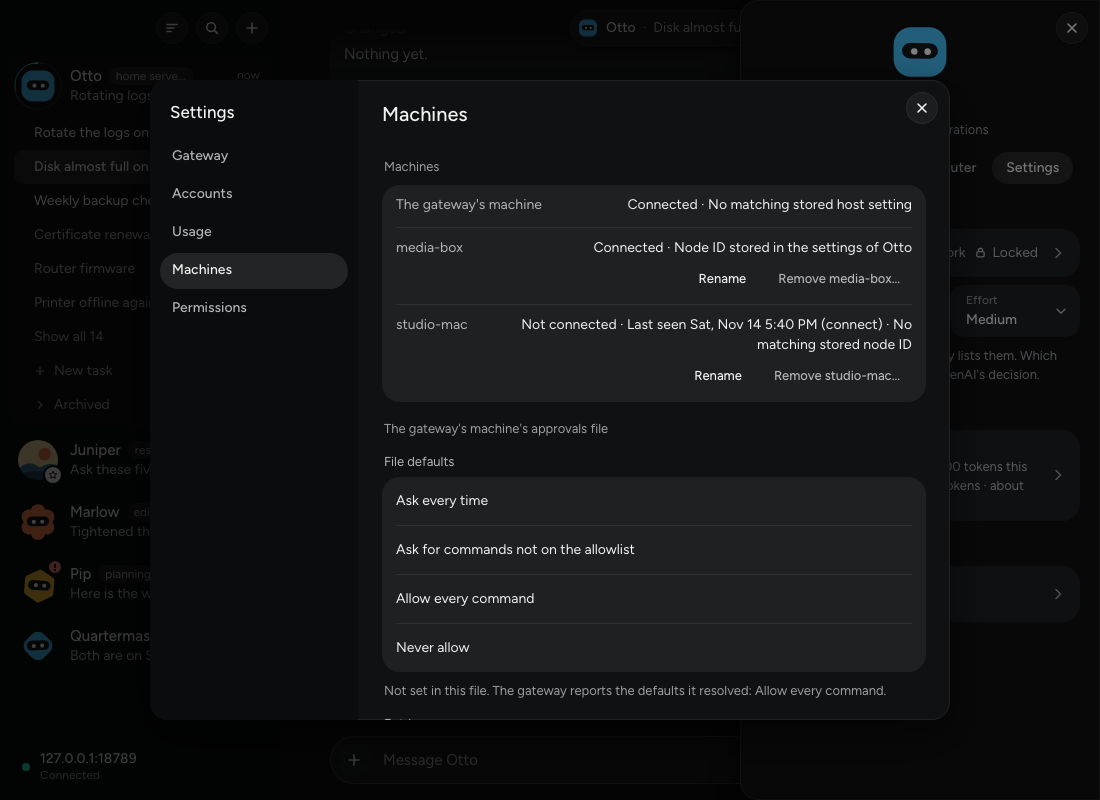 Otto · Disk almost fu
Nothing yet.
Otto home serve... now
Rotating logs
Rotate the logs on
Disk almost full on
Weekly backup che
Certificate renewa
Router firmware
Printer offline again
Show all 14
+ New task
Archived
Juniper res
Ask these fiv
Marlow edi
Tightened th
Pip planning
Here is the w
Quartermas
Both are on S
127.0.0.1:18789
Connected
Settings
Gateway
Accounts
Usage
Machines
Permissions
Machines
Machines
The gateway's machine Connected · No matching stored host setting
media-box Connected · Node ID stored in the settings of Otto
Rename Remove media-box...
studio-mac Not connected · Last seen Sat, Nov 14 5:40 PM (connect) · No
matching stored node ID
Rename Remove studio-mac...
The gateway's machine's approvals file
File defaults
Ask every time
Ask for commands not on the allowlist
Allow every command
Never allow
Not set in this file. The gateway reports the defaults it resolved: Allow every command.
Message Otto
rations
uter Settings
ork Locked
Effort
Medium
y lists them. Which
enAI's decision.
00 tokens this
okens · about